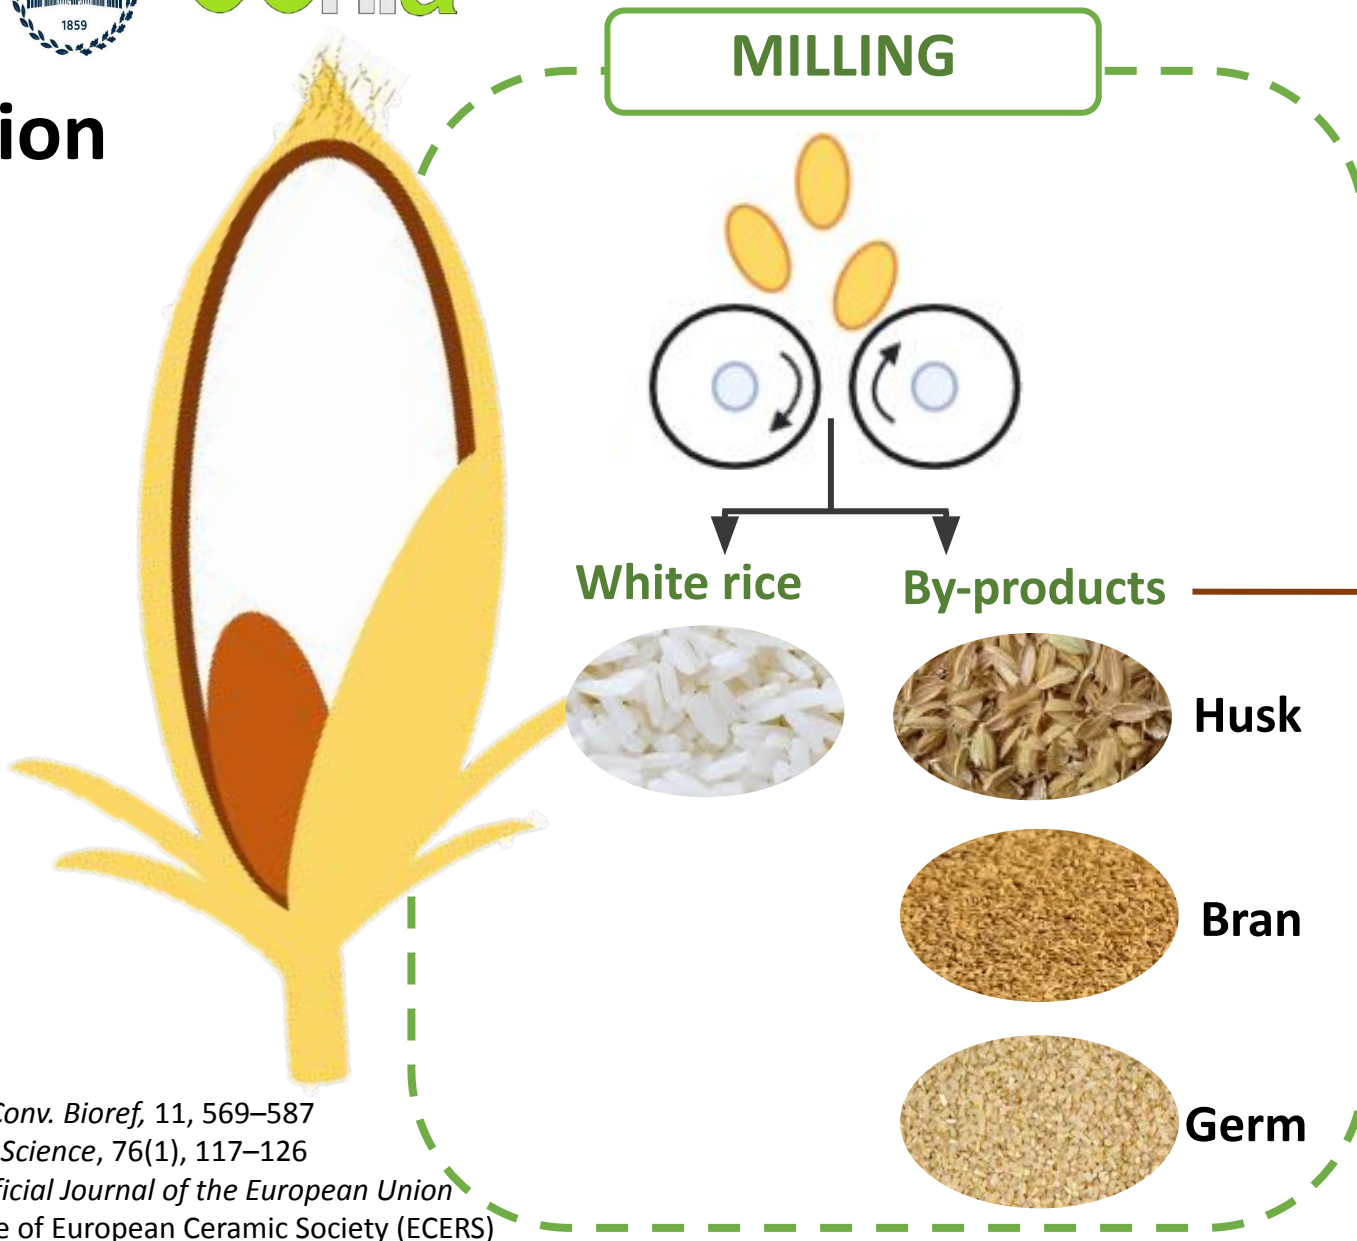 1859
MILLING
ion
White rice
By-products
Husk
Bran
Germ
Conv. Bioref, 11, 569–587
Science, 76(1), 117–126
ficial Journal of the European Union
e of European Ceramic Society (ECERS)